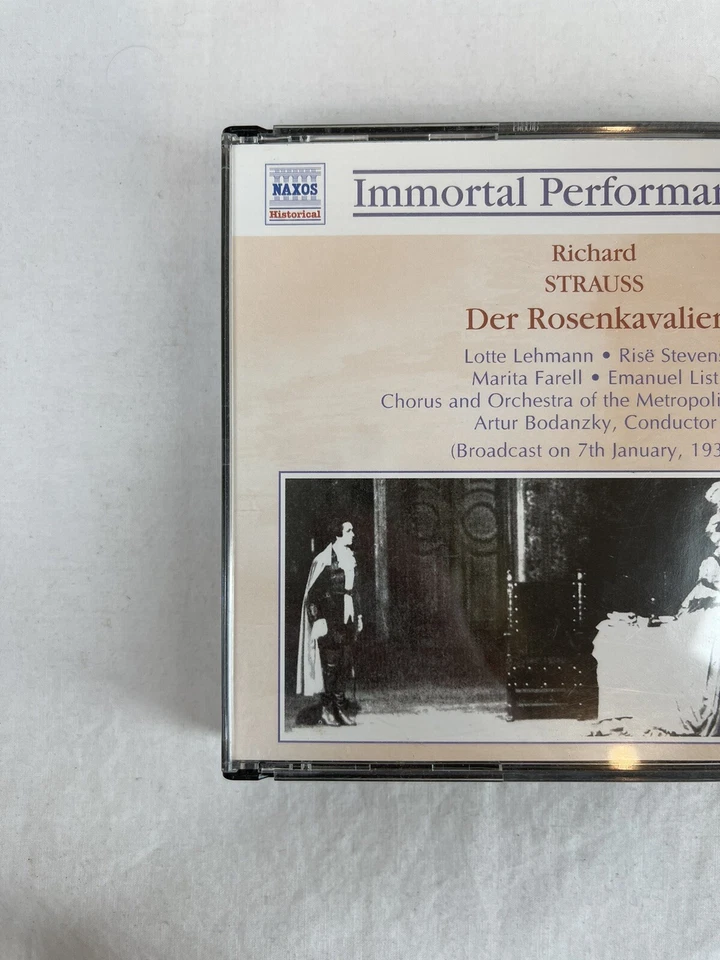 NAXOS
Historical
Immortal Performan
Richard
STRAUSS
Der Rosenkavalier
Lotte Lehmann • Risë Stevens
Marita Farell • Emanuel List
Chorus and Orchestra of the Metropoli
Artur Bodanzky, Conductor
(Broadcast on 7th January, 193